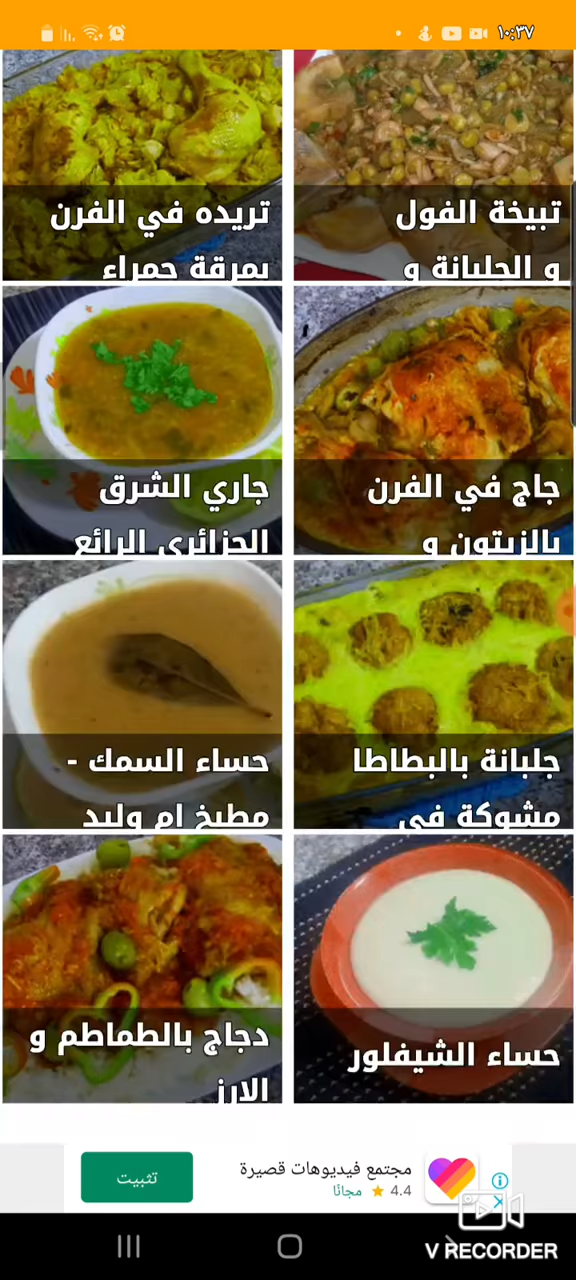 ١٠:٣٧
تبيخة الفول
و الجلبانة و
تريده في الفرن
بمرقة حمراء
جاج في الفرن
بالزيتون و
جاري الشرق
الجزائري الرائع
جلبانة بالبطاطا
مشوكة في
حساء السمك -
مطبخ ام وليد
حساء الشيفلور
دجاج بالطماطم و
الارز
مجتمع فيديوهات قصيرة
4.4 ★ مجانًا
تثبيت
V RECORDER